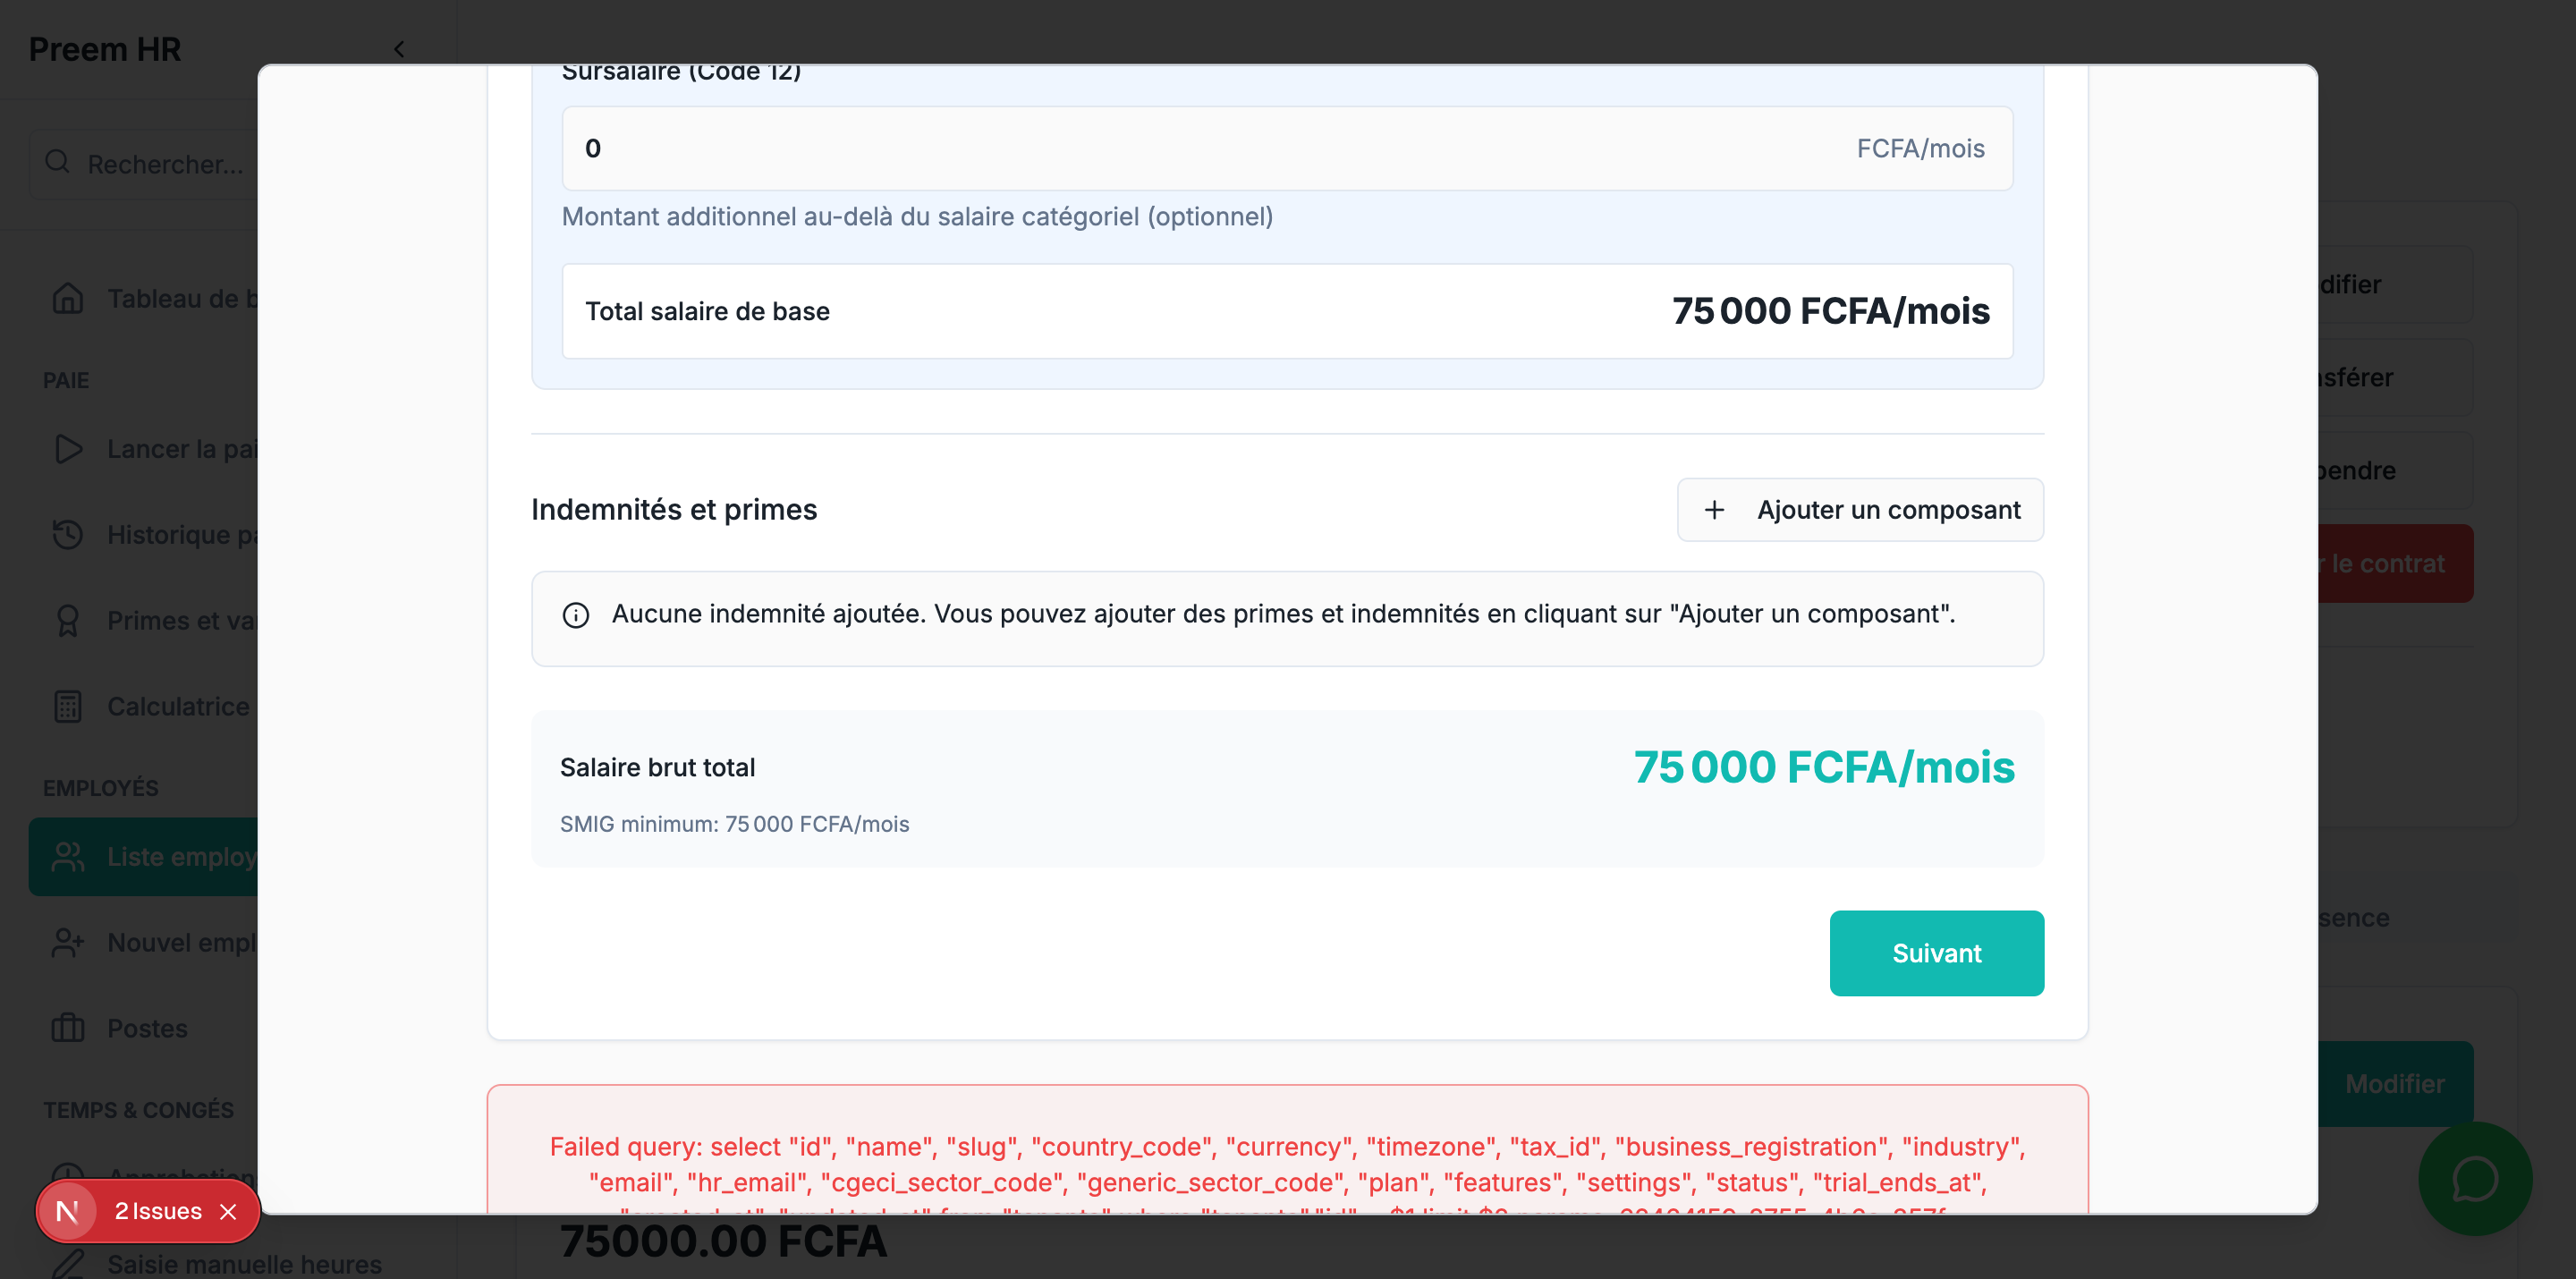 Preem HR
Rechercher...
Tableau de b
PAIE
Lancer la pai
Historique pa
Primes et va
Calculatrice
EMPLOYÉS
Liste employ
Nouvel empl
Postes
TEMPS & CONGÉS
Approbation
2 Issues
Saisie manuelle heures
Sursalaire (Code 12)
0
FCFA/mois
Montant additionnel au-delà du salaire catégoriel (optionnel)
Total salaire de base
75 000 FCFA/mois
Indemnités et primes
Ajouter un composant
Aucune indemnité ajoutée. Vous pouvez ajouter des primes et indemnités en cliquant sur "Ajouter un composant".
Salaire brut total
75 000 FCFA/mois
SMIG minimum: 75 000 FCFA/mois
Suivant
Failed query: select "id", "name", "slug", "country_code", "currency", "timezone", "tax_id", "business_registration", "industry",
"email", "hr_email", "cgeci_sector_code", "generic_sector_code", "plan", "features", "settings", "status", "trial_ends_at",
75000.00 FCFA
difier
sférer
pendre
r le contrat
sence
Modifier